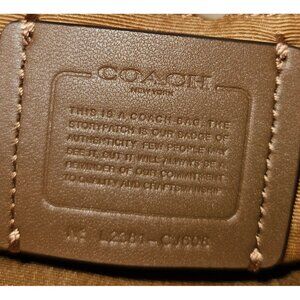 COACH
NEW YORK
THIS IS A COACH BAG. THE
STORYPATCH IS OUR BADGE OF
AUTHENTICITY. FEW PEOPLE MAY
SEE IT, BUT IT WILL ALWAYS BE A
REMINDER OF OUR COMMITMENT
TO QUALITY AND CRAFTSMANSHIP.